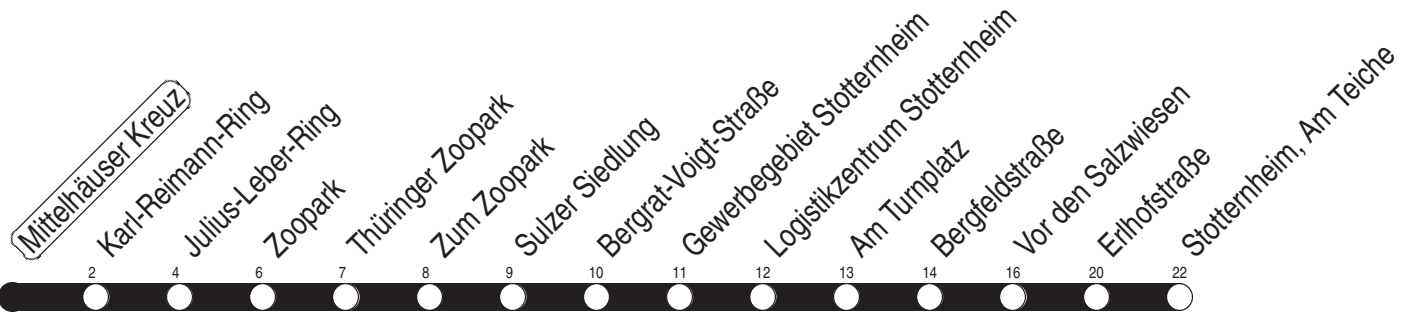 Mittelhäuser Kreuz
Karl-Reimann-Ring
Julius-Leber-Ring
Zoopark
Thüringer Zoopark
Zum Zoopark
Sulzer Siedlung
Bergrat-Voigt-Straße
Gewerbegebiet Stotternheim
Logistikzentrum Stotternheim
Am Turnplatz
Bergfeldstraße
Vor den Salzwiesen
Erlhofstraße
Stotternheim, Am Teiche
2 4 6 7 8 9 10 11 12 13 14 16 20 22